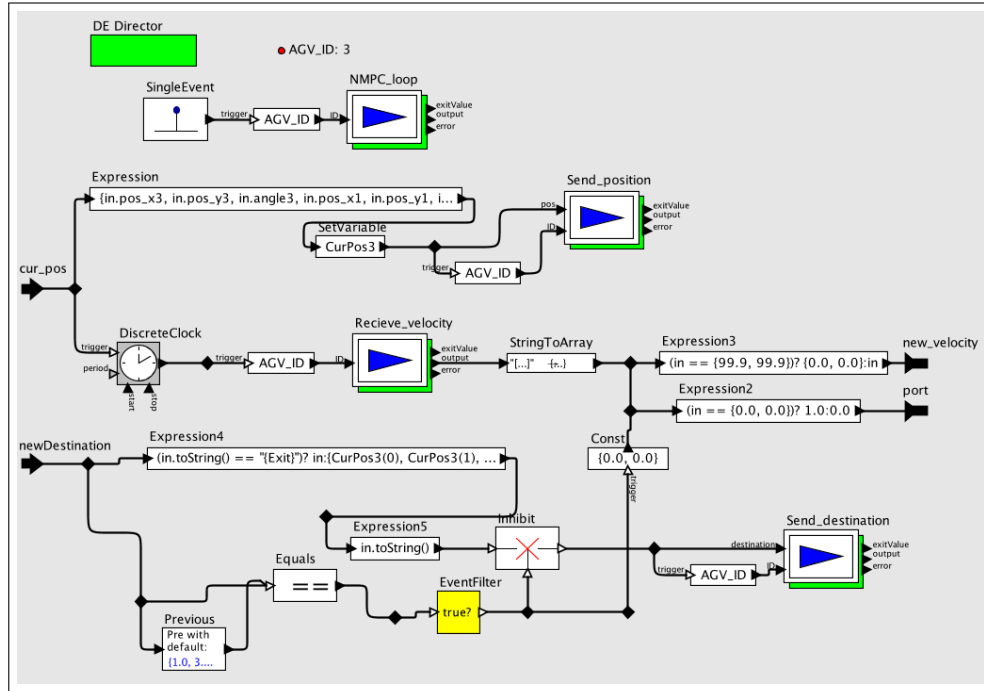 DE Director
AGV_ID: 3
SingleEvent
NMPC_loop
trigger
AGV_ID
ID
exitValue
output
error
Expression
{in.pos_x3, in.pos_y3, in.angle3, in.pos_x1, in.pos_y1, i...
Send_position
pos
ID
exitValue
output
error
SetVariable
CurPos3
trigger
AGV_ID
cur_pos
DiscreteClock
trigger
period
start
stop
trigger
AGV_ID
ID
Recieve_velocity
exitValue
output
error
StringToArray
"[...]"
Expression3
(in == {99.9, 99.9})? {0.0, 0.0}:in
new_velocity
Expression2
(in == {0.0, 0.0})? 1.0:0.0
port
newDestination
Expression4
(in.toString() == "{Exit}")? in:{CurPos3(0), CurPos3(1), ...
Const
{0.0, 0.0}
trigger
Expression5
in.toString()
Inhibit
Send_destination
destination
ID
exitValue
output
error
trigger
AGV_ID
Equals
==
EventFilter
true?
Previous
Pre with
default:
{1.0, 3....